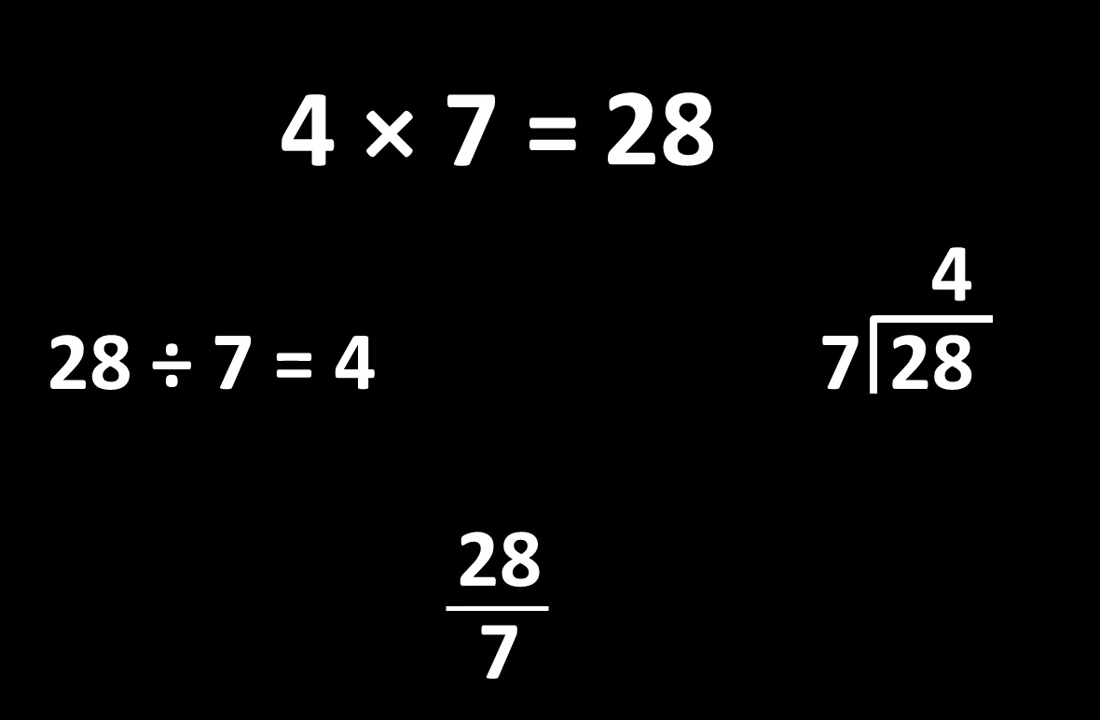 4 × 7 = 28
28 ÷ 7 = 4
4
7 28
28
7